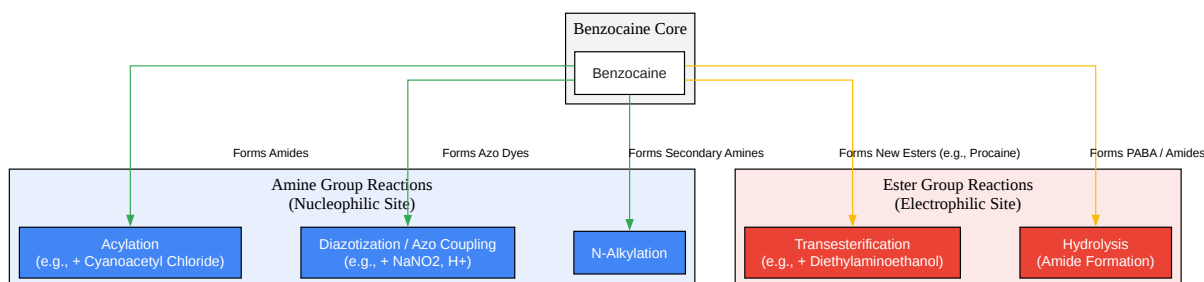 Benzocaine Core
Benzocaine
Forms Amides
Forms Azo Dyes
Forms Secondary Amines
Forms New Esters (e.g., Procaine)
Forms PABA / Amides
Amine Group Reactions
(Nucleophilic Site)
Ester Group Reactions
(Electrophilic Site)
Acylation
(e.g., + Cyanoacetyl Chloride)
Diazotization / Azo Coupling
(e.g., + NaNO2, H+)
N-Alkylation
Transesterification
(e.g., + Diethylaminoethanol)
Hydrolysis
(Amide Formation)